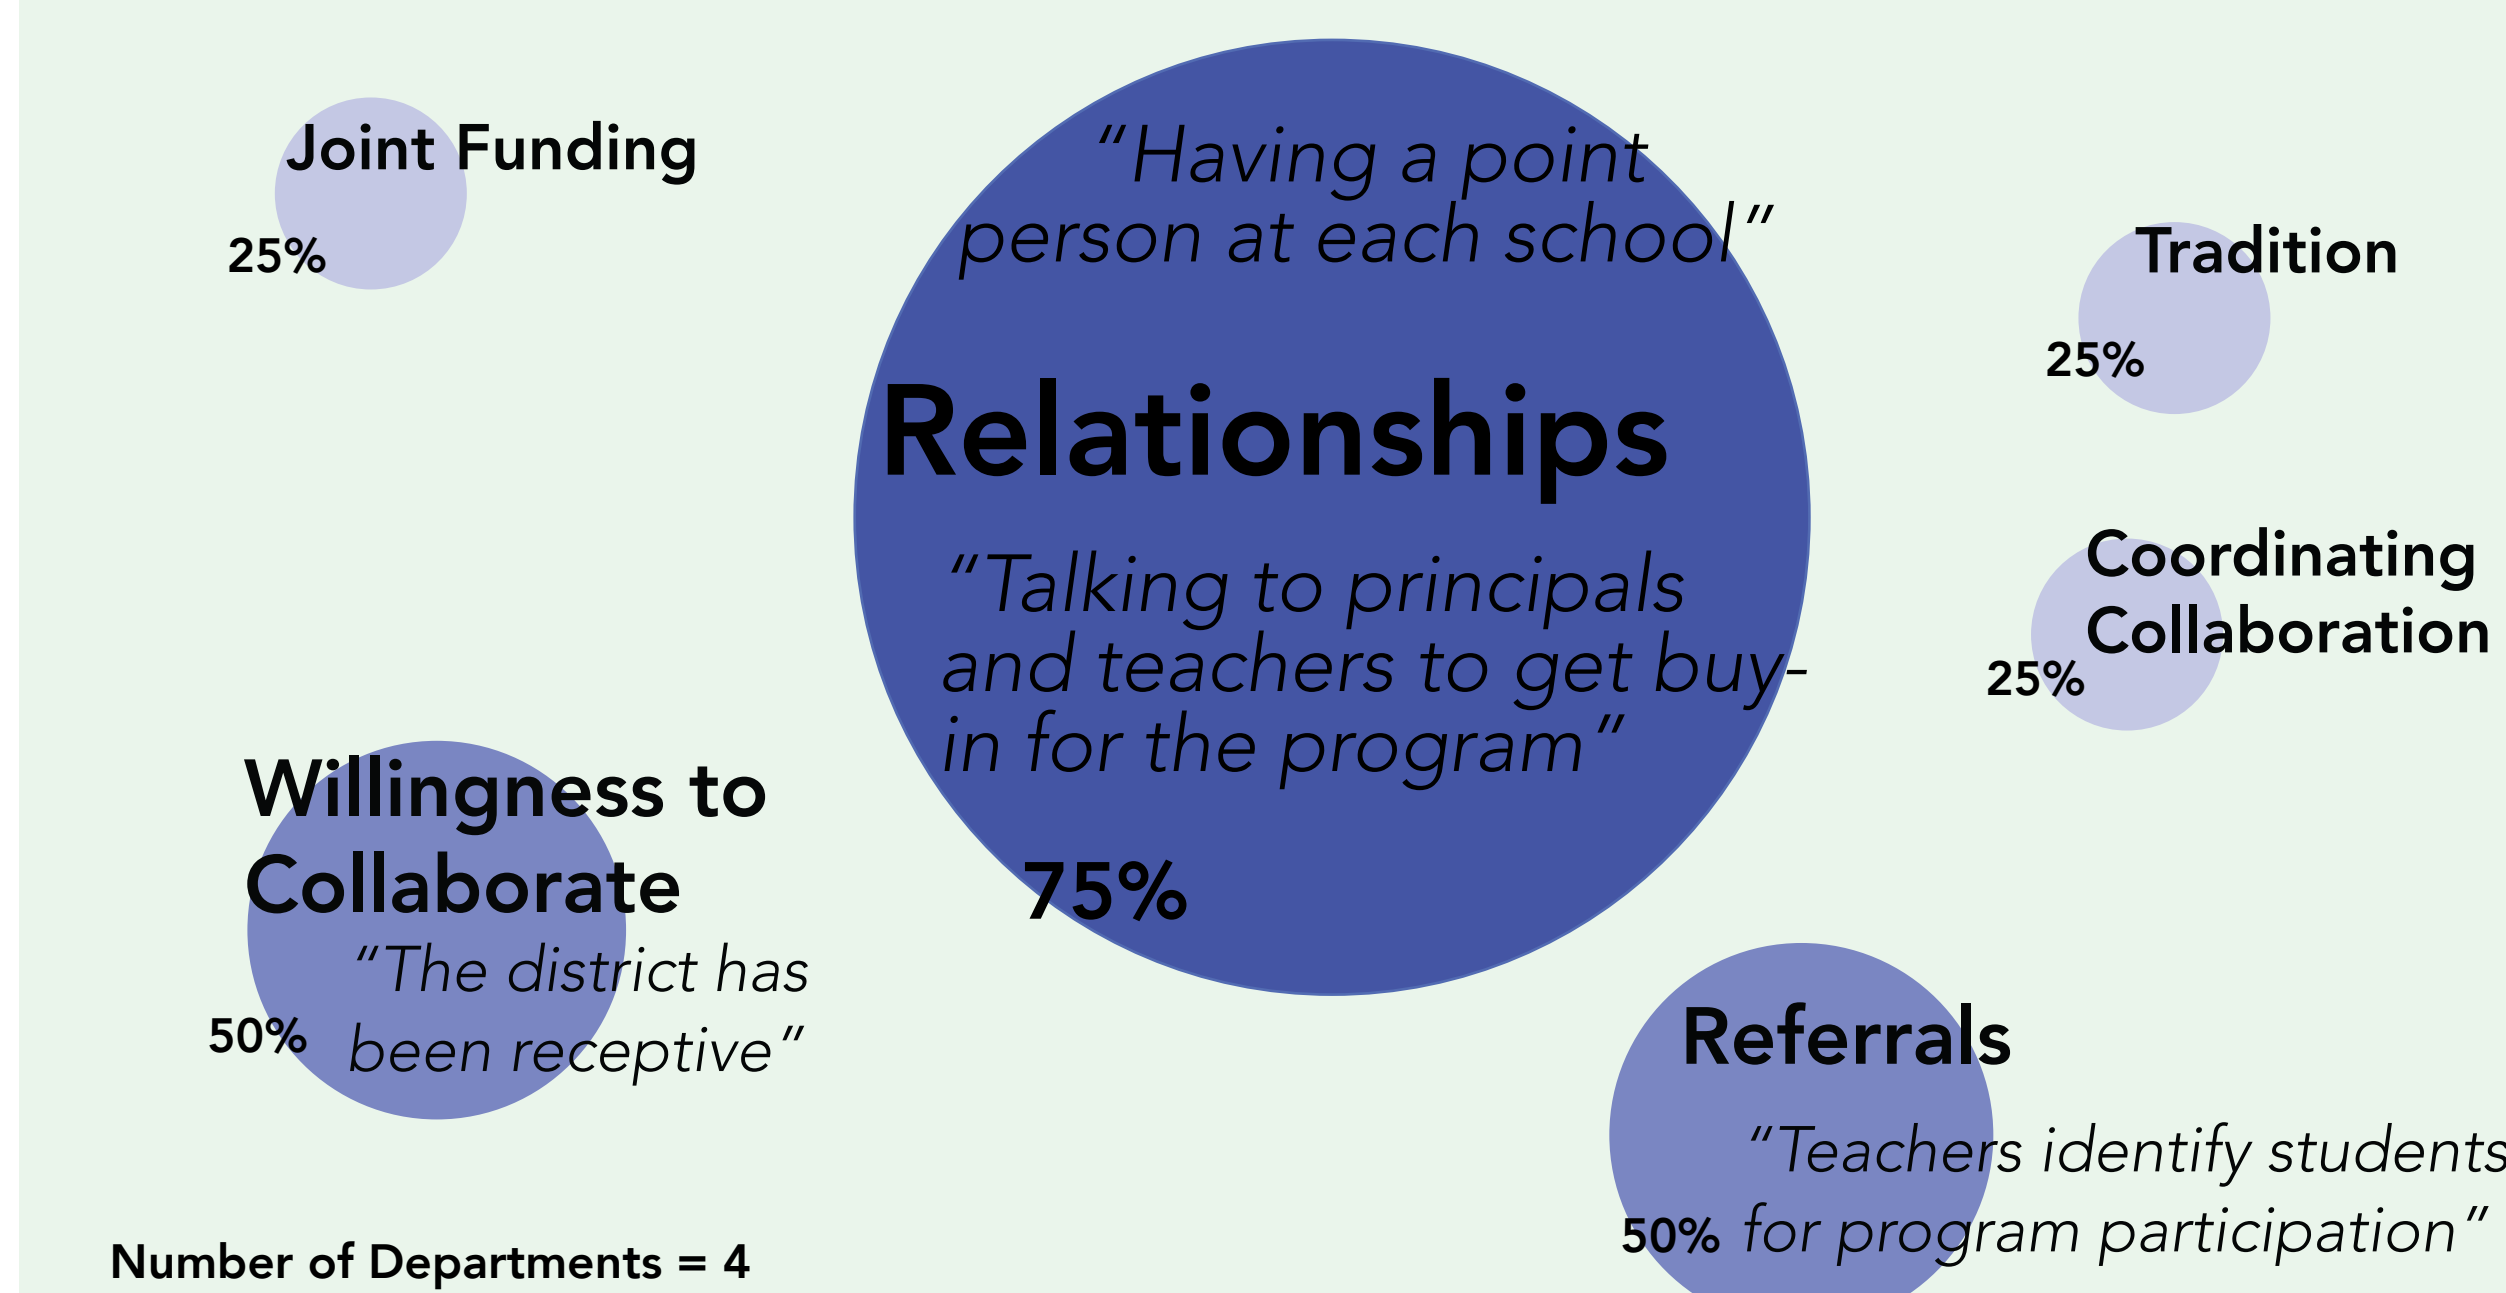 Joint Funding
25%
“Having a point
person at each school”
Relationships
“Talking to principals
and teachers to get buy-
in for the program”
75%
Tradition
25%
Coordinating
Collaboration
25%
Willingness to
Collaborate
“The district has
been receptive”
50%
Referrals
“Teachers identify students
for program participation”
50%
Number of Departments = 4